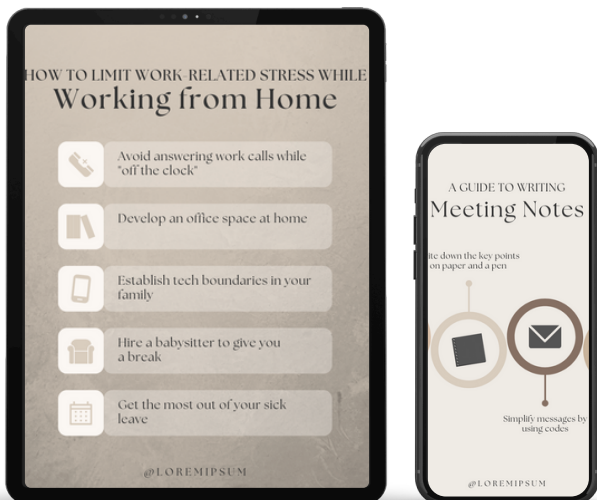 HOW TO LIMIT WORK-RELATED STRESS WHILE
Working from Home
Avoid answering work calls while
"off the clock"
Develop an office space at home
Establish tech boundaries in your
family
Hire a babysitter to give you
a break
Get the most out of your sick
leave
@LOREMIPSUM
A GUIDE TO WRITING
Meeting Notes
down the key points
on paper and a pen
Simplify messages by
using codes
@LOREMIPSUM